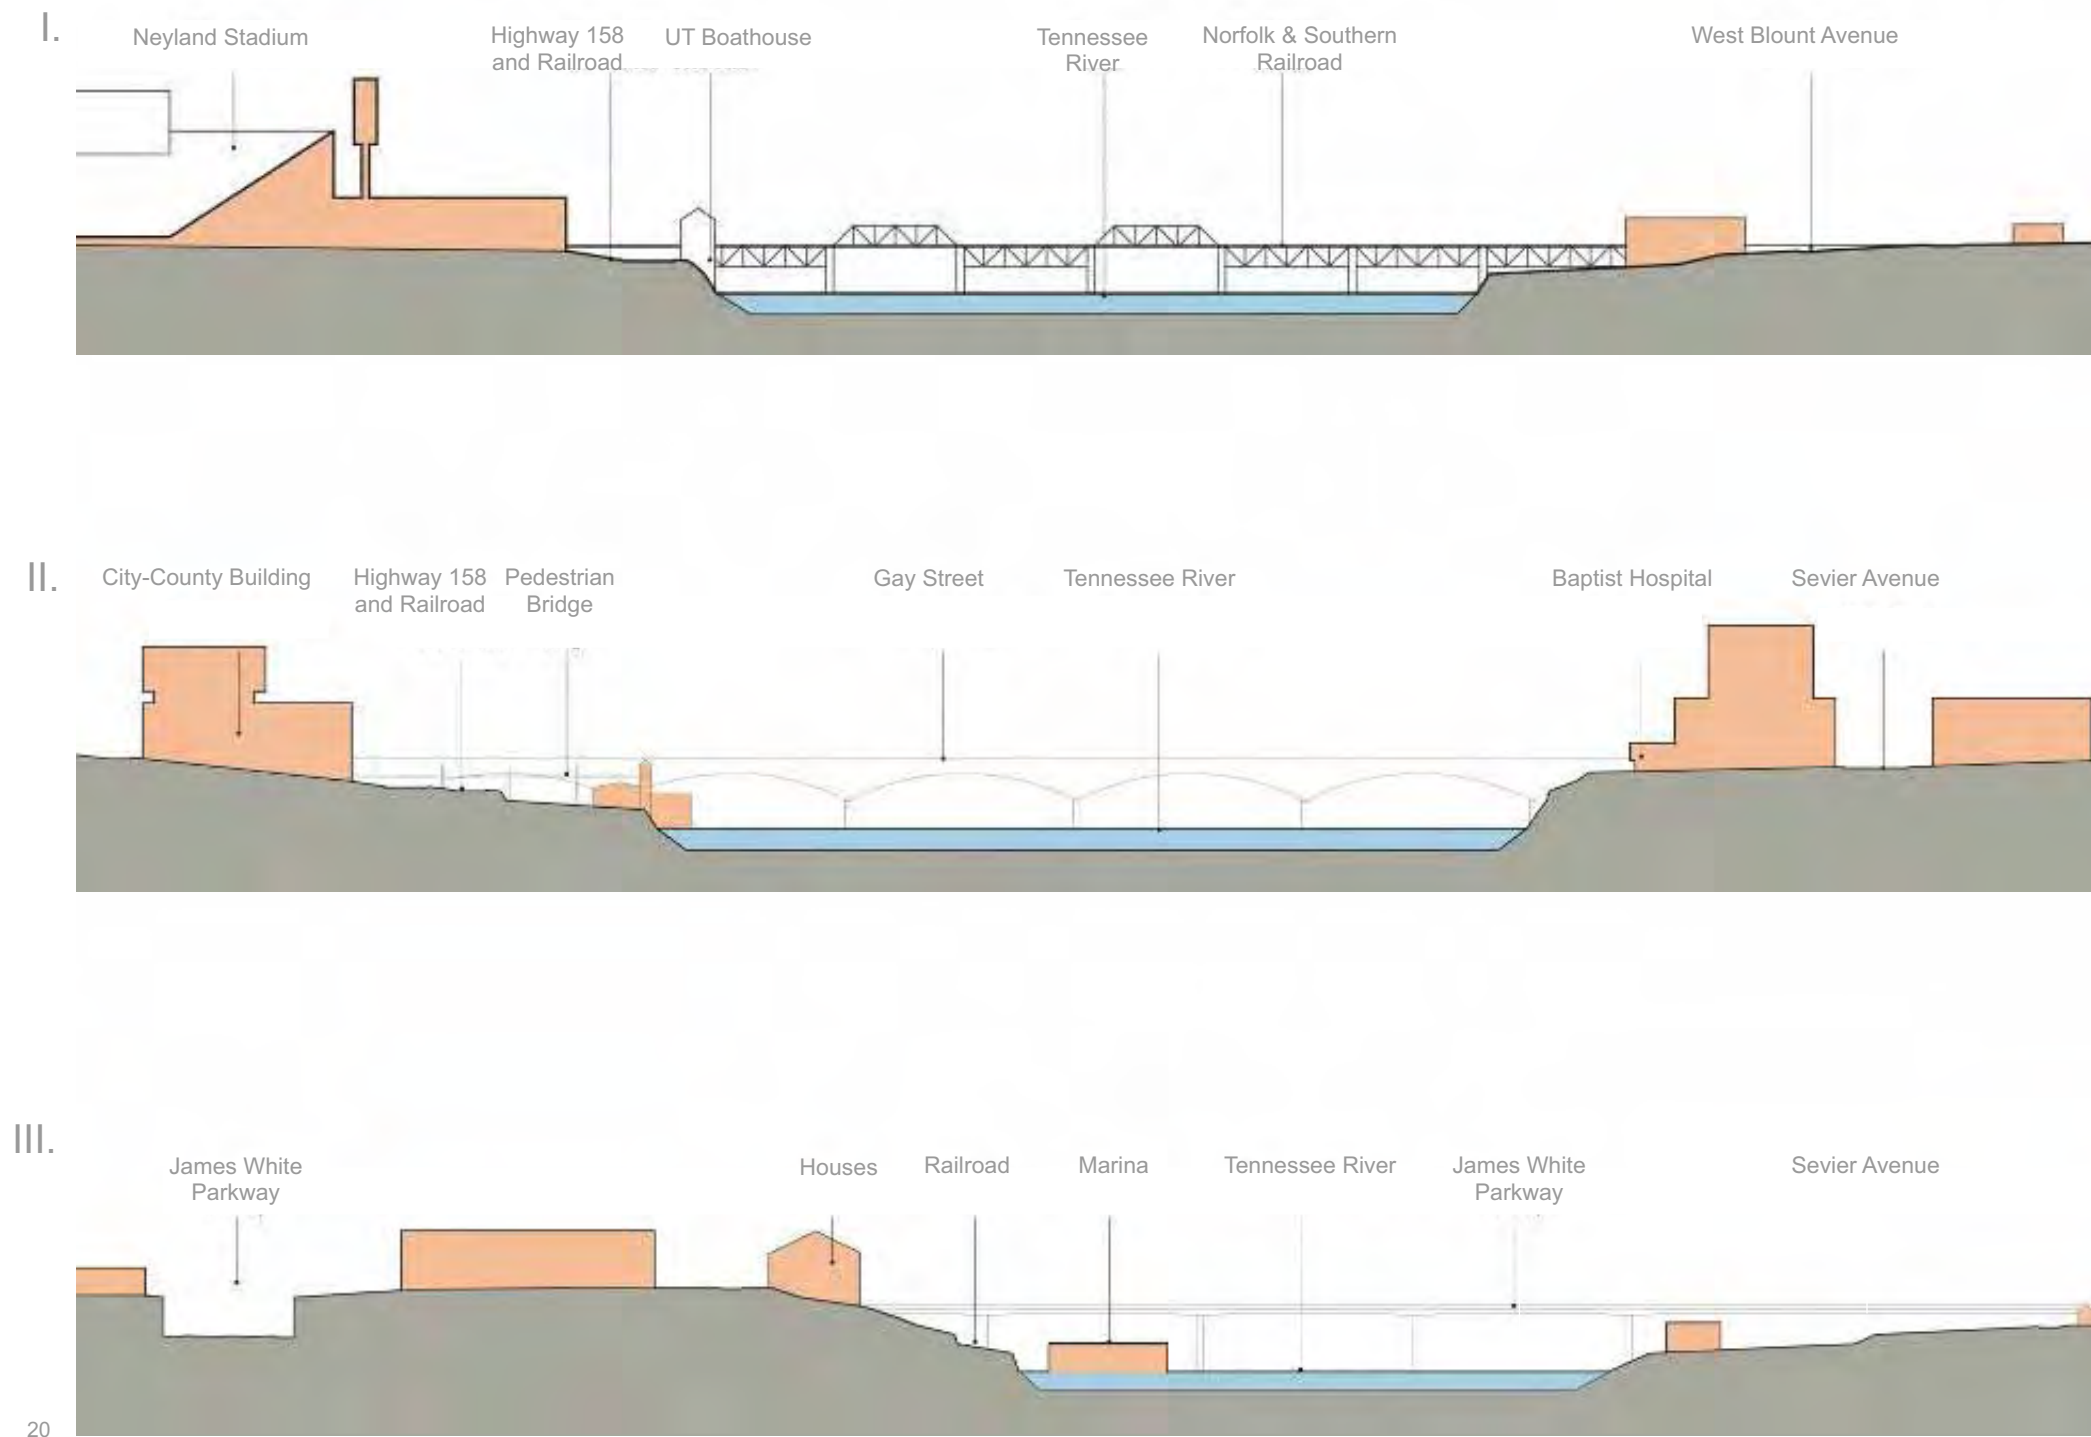 I.
Neyland Stadium
Highway 158
and Railroad
UT Boathouse
Tennessee
River
Norfolk & Southern
Railroad
West Blount Avenue
II.
City-County Building
Highway 158
and Railroad
Pedestrian
Bridge
Gay Street
Tennessee River
Baptist Hospital
Sevier Avenue
III.
James White
Parkway
Houses
Railroad
Marina
Tennessee River
James White
Parkway
Sevier Avenue
20